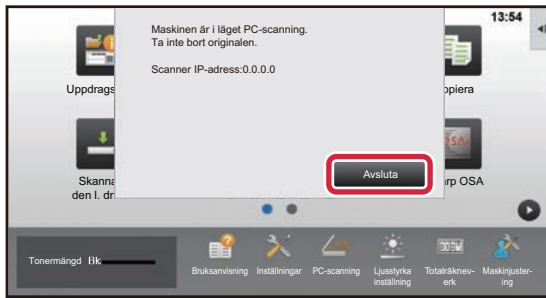 13:54
Maskinen är i läget PC-scanning.
Ta inte bort originalen.
Scanner IP-adress:0.0.0.0
Uppdrags
opiera
Avsluta
Skanna
den l. dr
rp OSA
Tonermängd Bk
Bruksanvisning
Inställningar
PC-scanning
Ljusstyrka
inställning
Totalräknev-
erk
Maskinjuster-
ing